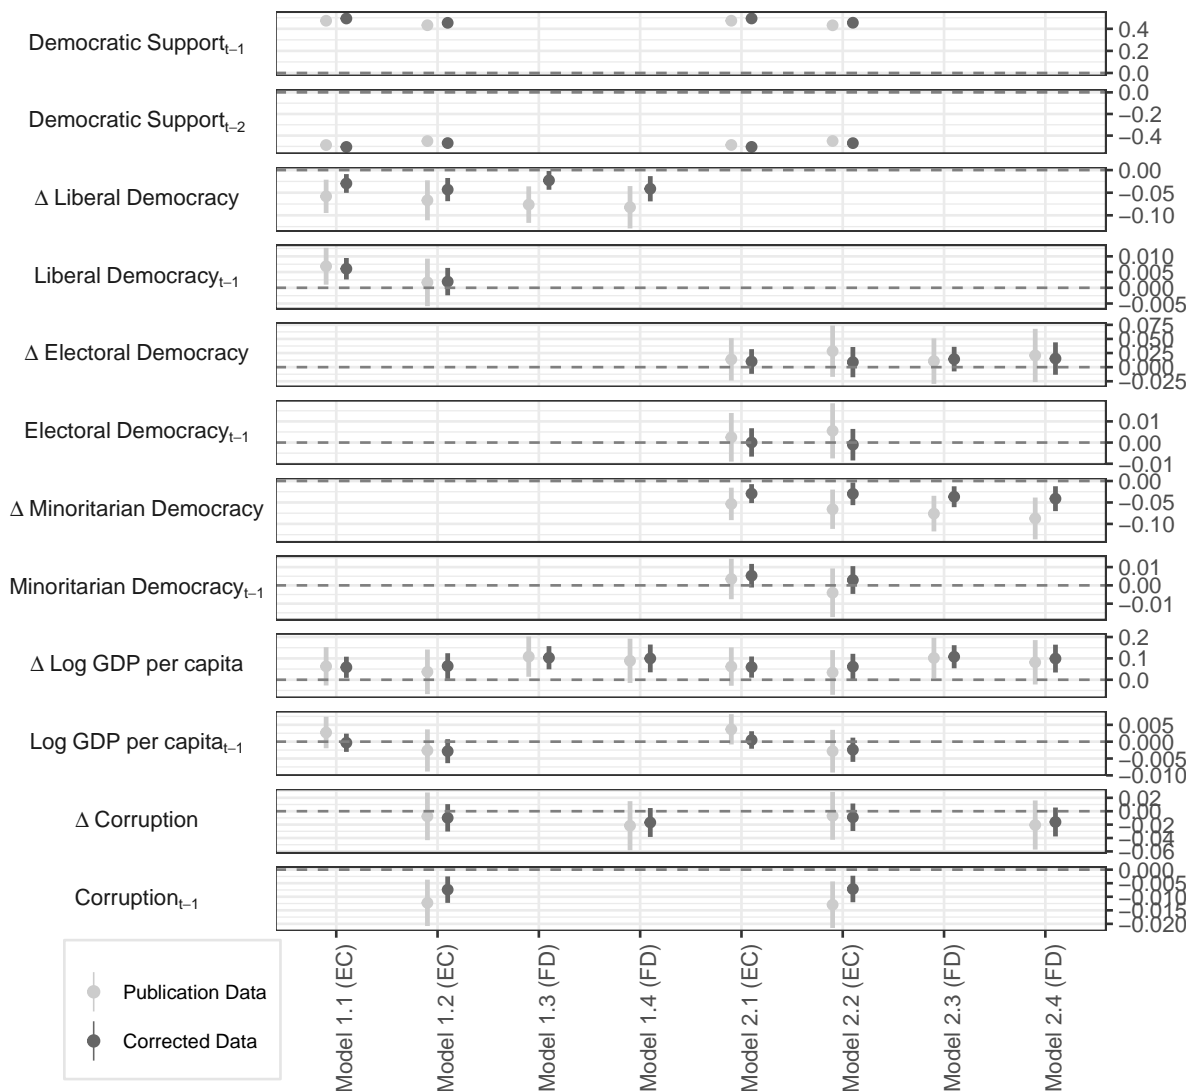 Democratic Support t−1
0.4
0.2
0.0
Democratic Support t−2
0.0
−0.2
−0.4
Δ Liberal Democracy
0.00
−0.05
−0.10
Liberal Democracy t−1
0.010
0.005
0.000
−0.005
Δ Electoral Democracy
0.075
0.050
0.025
0.000
−0.025
Electoral Democracy t−1
0.01
0.00
−0.01
Δ Minoritarian Democracy
0.00
−0.05
−0.10
Minoritarian Democracy t−1
0.01
0.00
−0.01
Δ Log GDP per capita
0.2
0.1
0.0
Log GDP per capita t−1
0.005
0.000
−0.005
−0.010
Δ Corruption
0.02
0.00
−0.02
−0.04
−0.06
Corruption t−1
0.000
−0.005
−0.010
−0.015
−0.020
Model 1.1 (EC)
Model 1.2 (EC)
Model 1.3 (FD)
Model 1.4 (FD)
Model 2.1 (EC)
Model 2.2 (EC)
Model 2.3 (FD)
Model 2.4 (FD)
Publication Data
Corrected Data